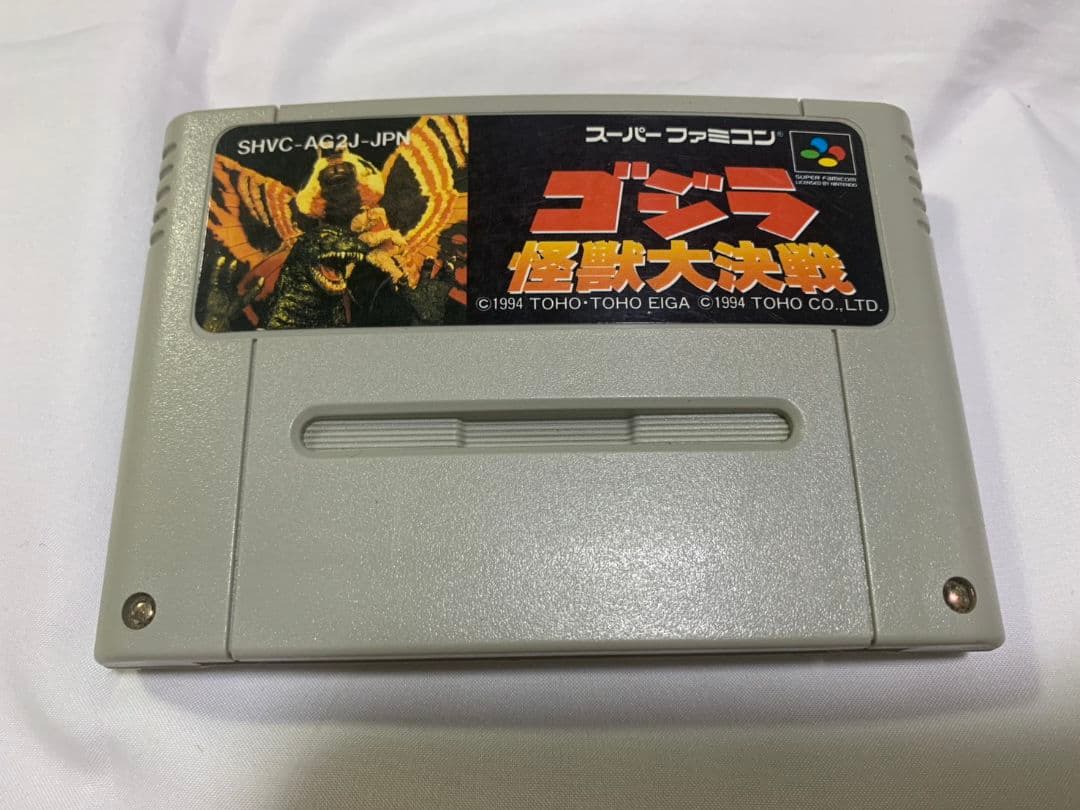 SHVC-AG2J-JPN
スーパーファミコン®
SUPER FAMICOM
LICENSED BY NINTENDO
ゴジラ
怪獣大決戦
©1994 TOHO・TOHO EIGA ©1994 TOHO CO.,LTD.